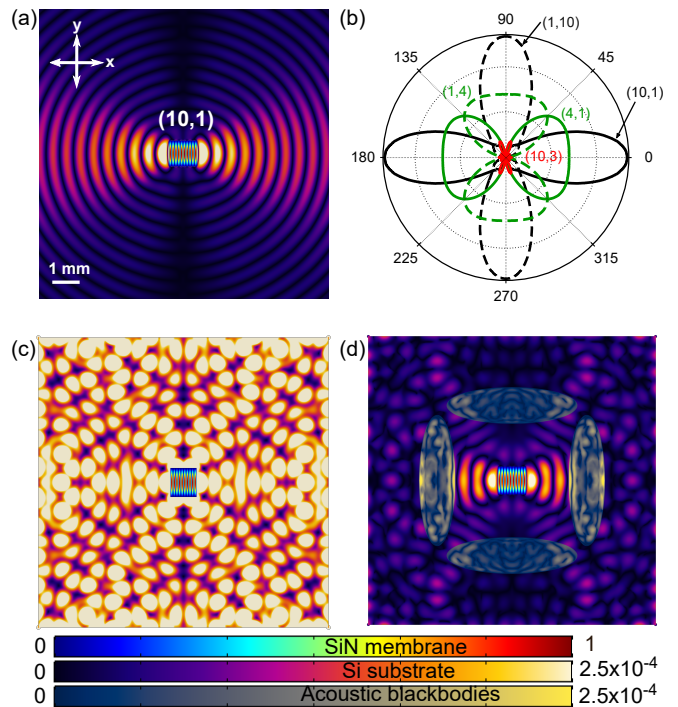 (a)
y
x
(10,1)
1 mm
(b)
90
(1,10)
135
45
(1,4)
(4,1)
(10,1)
180
(10,3)
0
225
315
270
(c)
(d)
0 SiN membrane 1
0 Si substrate 2.5x10-4
0 Acoustic blackbodies 2.5x10-4